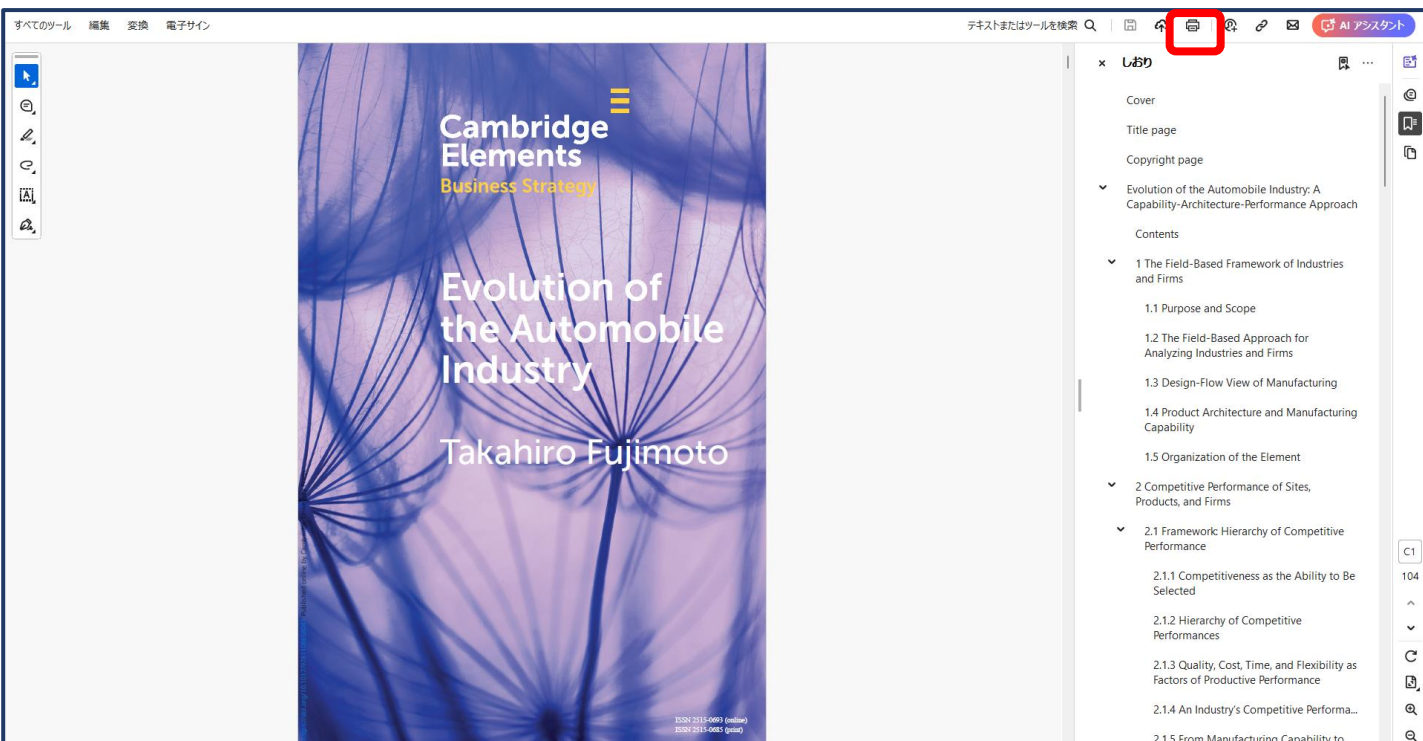 すべてのツール 編集 変換 電子サイン テキストまたはツールを検索 AI アシスタント
Cambridge
Elements
Business Strategy
Evolution of
the Automobile
Industry
Takahiro Fujimoto
ISSN 2515-0693 (online)
ISSN 2515-0685 (print)
しおり
Cover
Title page
Copyright page
Evolution of the Automobile Industry: A
Capability-Architecture-Performance Approach
Contents
1 The Field-Based Framework of Industries
and Firms
1.1 Purpose and Scope
1.2 The Field-Based Approach for
Analyzing Industries and Firms
1.3 Design-Flow View of Manufacturing
1.4 Product Architecture and Manufacturing
Capability
1.5 Organization of the Element
2 Competitive Performance of Sites,
Products, and Firms
2.1 Framework: Hierarchy of Competitive
Performance
2.1.1 Competitiveness as the Ability to Be
Selected
2.1.2 Hierarchy of Competitive
Performances
2.1.3 Quality, Cost, Time, and Flexibility as
Factors of Productive Performance
2.1.4 An Industry's Competitive Performa...
2.1.5 From Manufacturing Capability to
C1
104